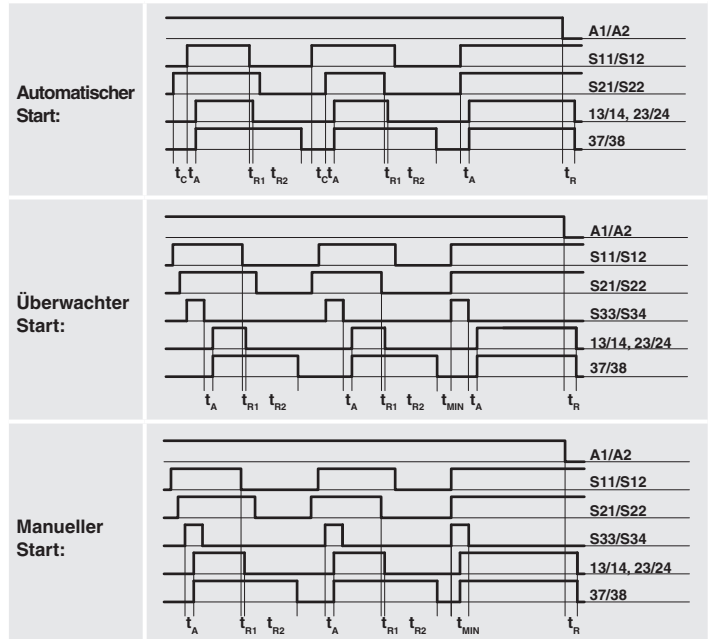 Automatischer
Start:
A1/A2
S11/S12
S21/S22
13/14, 23/24
37/38
tC tA tR1 tR2 tC tA tR1 tR2 tA tR
Überwachter
Start:
A1/A2
S11/S12
S21/S22
S33/S34
13/14, 23/24
37/38
tA tR1 tR2 tA tR1 tR2 tMIN tA tR
Manueller
Start:
A1/A2
S11/S12
S21/S22
S33/S34
13/14, 23/24
37/38
tA tR1 tR2 tA tR1 tR2 tMIN tR